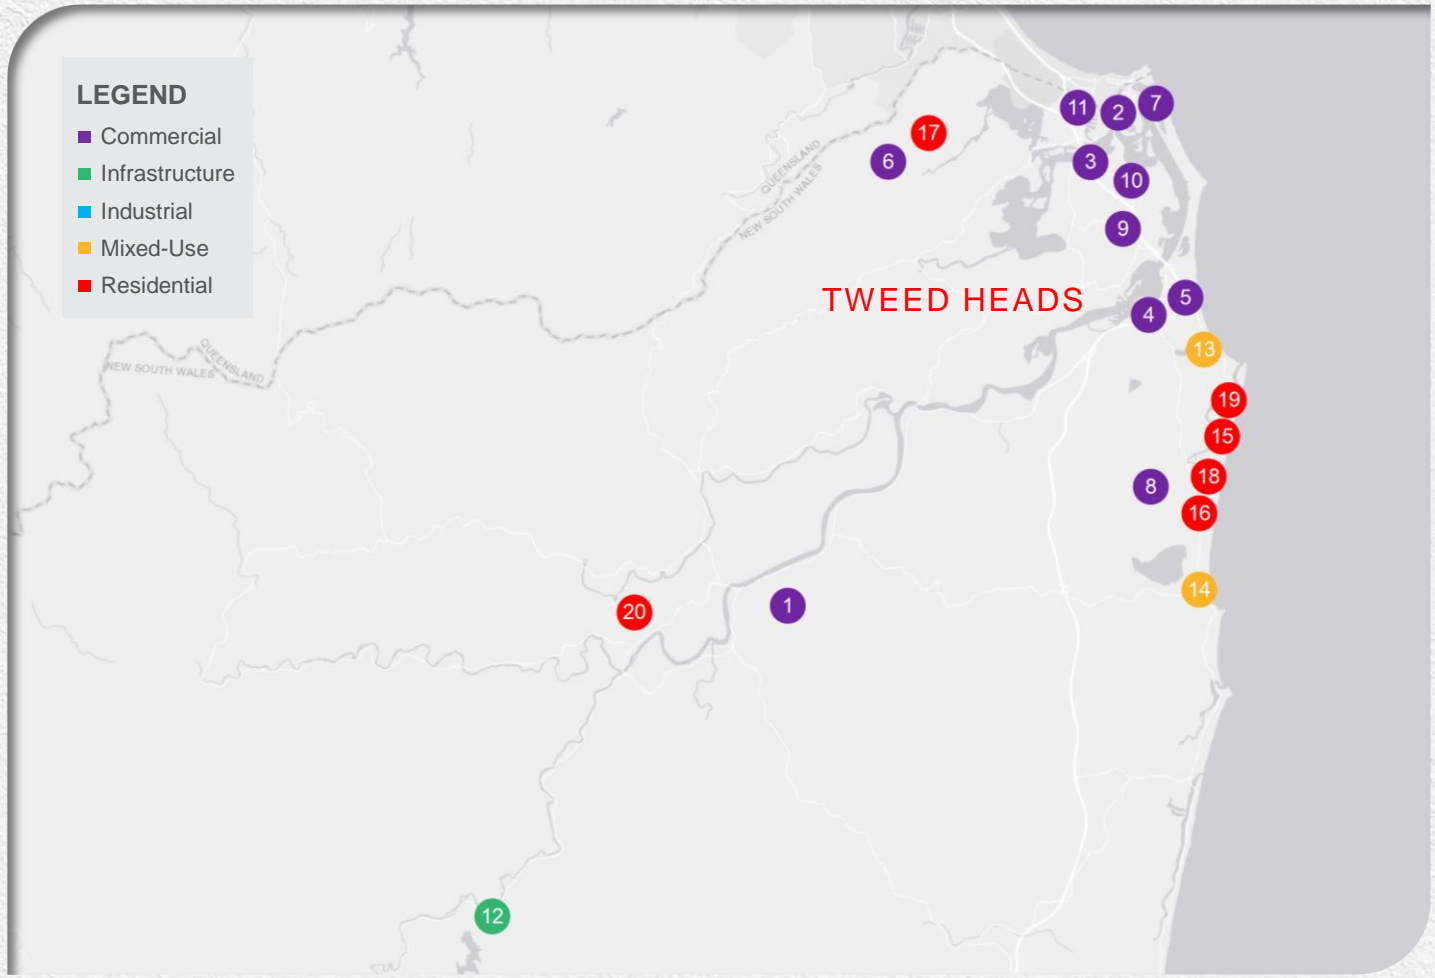 LEGEND
Commercial
Infrastructure
Industrial
Mixed-Use
Residential
11
2
7
17
6
3
10
QUEENSLAND
NEW SOUTH WALES
9
TWEED HEADS
5
4
13
QUEENSLAND
NEW SOUTH WALES
19
15
18
8
16
14
1
20
12